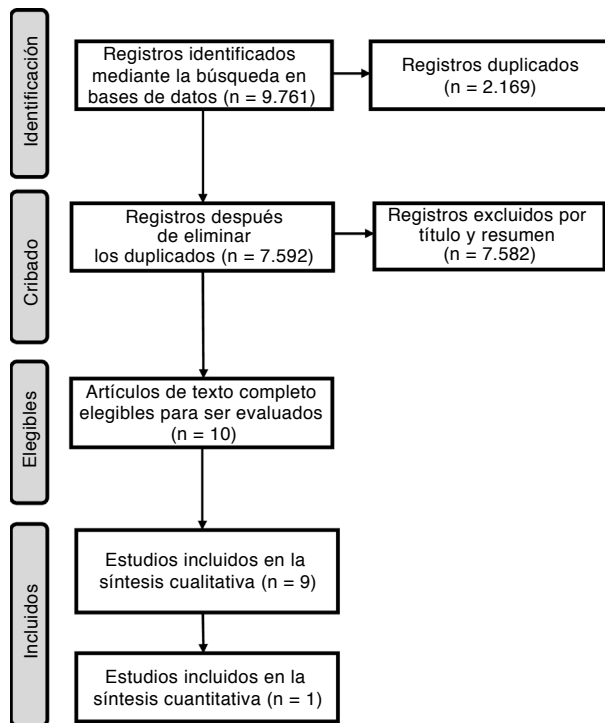 Identificación
Registros identificados
mediante la búsqueda en
bases de datos (n = 9.761)
Registros duplicados
(n = 2.169)
Cribado
Registros después
de eliminar
los duplicados (n = 7.592)
Registros excluidos por
título y resumen
(n = 7.582)
Elegibles
Artículos de texto completo
elegibles para ser evaluados
(n = 10)
Incluidos
Estudios incluidos en la
síntesis cualitativa (n = 9)
Estudios incluidos en la
síntesis cuantitativa (n = 1)